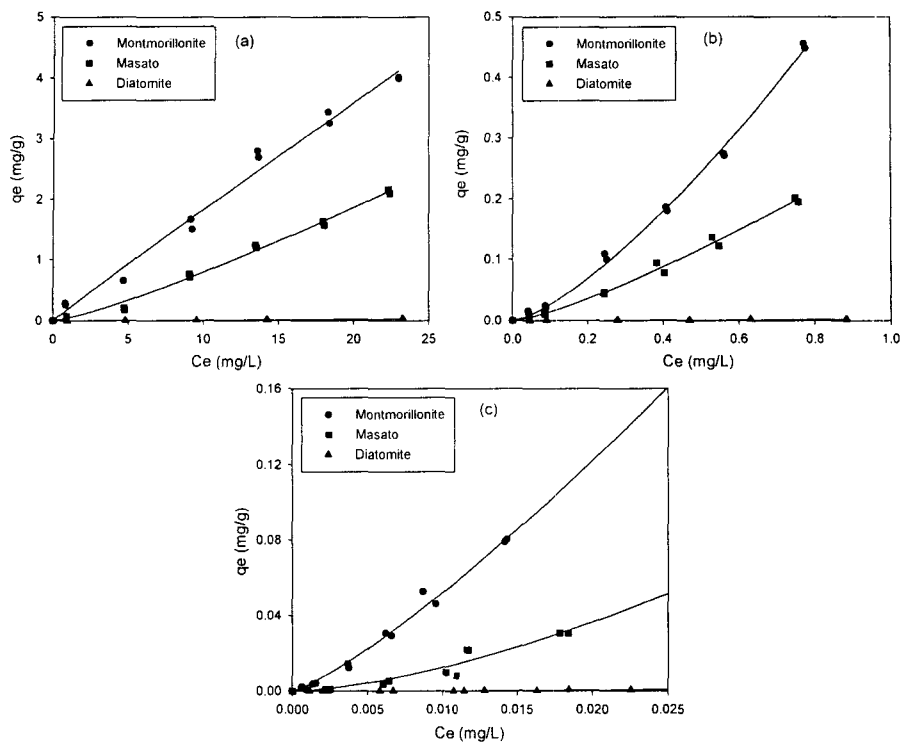 (a)
Montmorillonite
Masato
Diatomite
qe (mg/g)
5
4
3
2
1
0
0 5 10 15 20 25
Ce (mg/L)
(b)
Montmorillonite
Masato
Diatomite
qe (mg/g)
0.5
0.4
0.3
0.2
0.1
0.0
0.0 0.2 0.4 0.6 0.8 1.0
Ce (mg/L)
(c)
Montmorillonite
Masato
Diatomite
qe (mg/g)
0.16
0.12
0.08
0.04
0.00
0.000 0.005 0.010 0.015 0.020 0.025
Ce (mg/L)